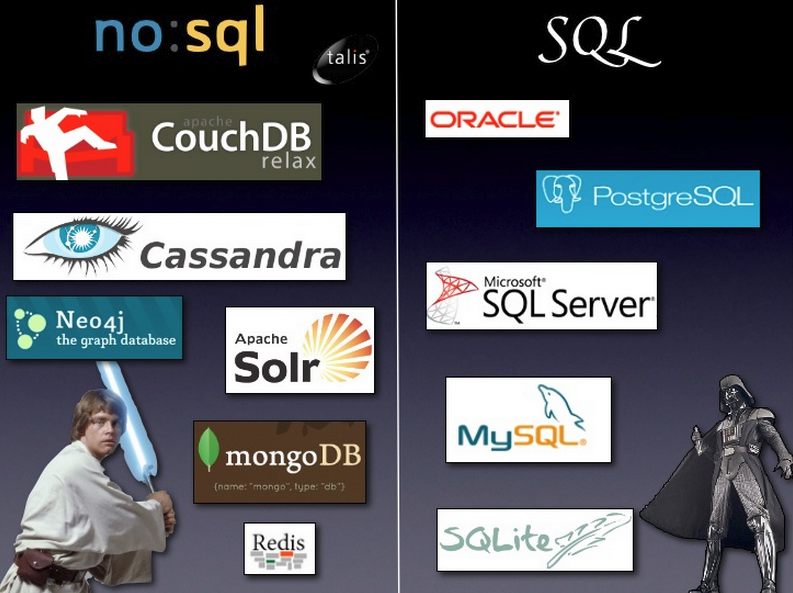 no:sql
talis®
apache
CouchDB
relax
Cassandra
Neo4j
the graph database
Apache
Solr
mongoDB
{name: "mongo", type: "db"}
Redis
SQL
ORACLE®
PostgreSQL
Microsoft®
SQL Server®
™
MySQL®
SQLite